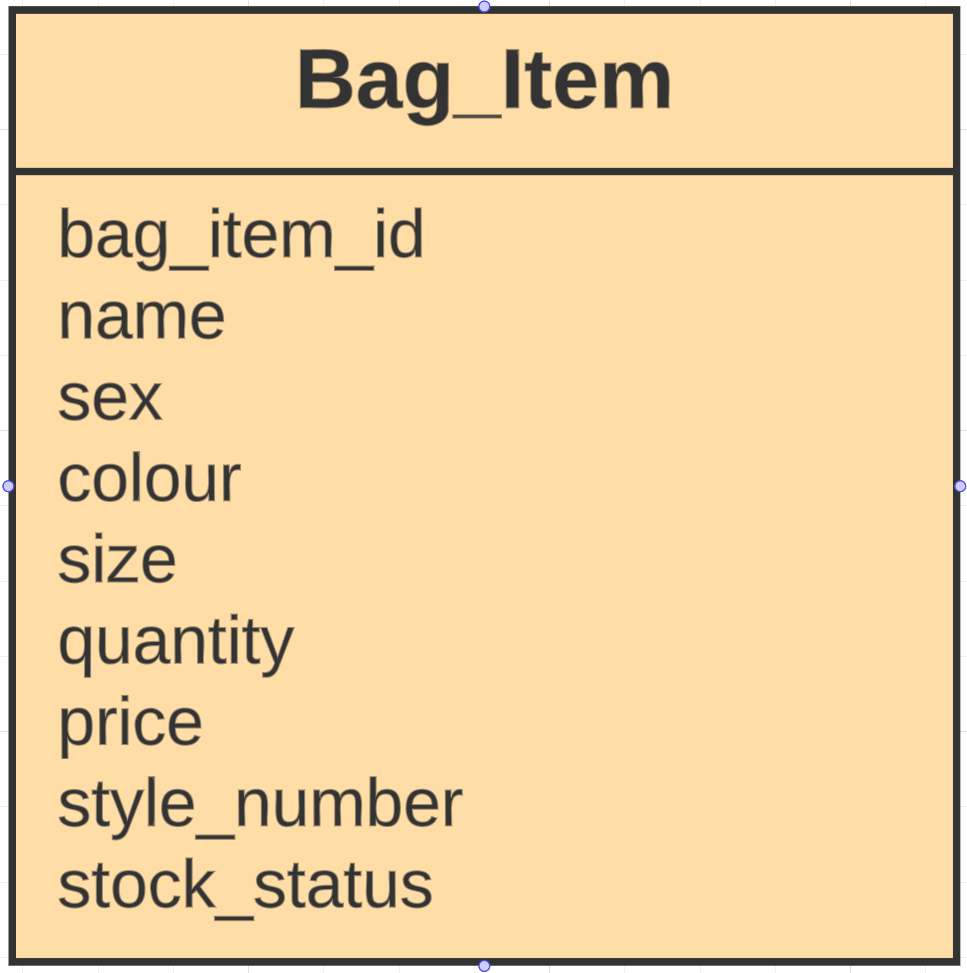 Bag_Item
bag_item_id
name
sex
colour
size
quantity
price
style_number
stock_status